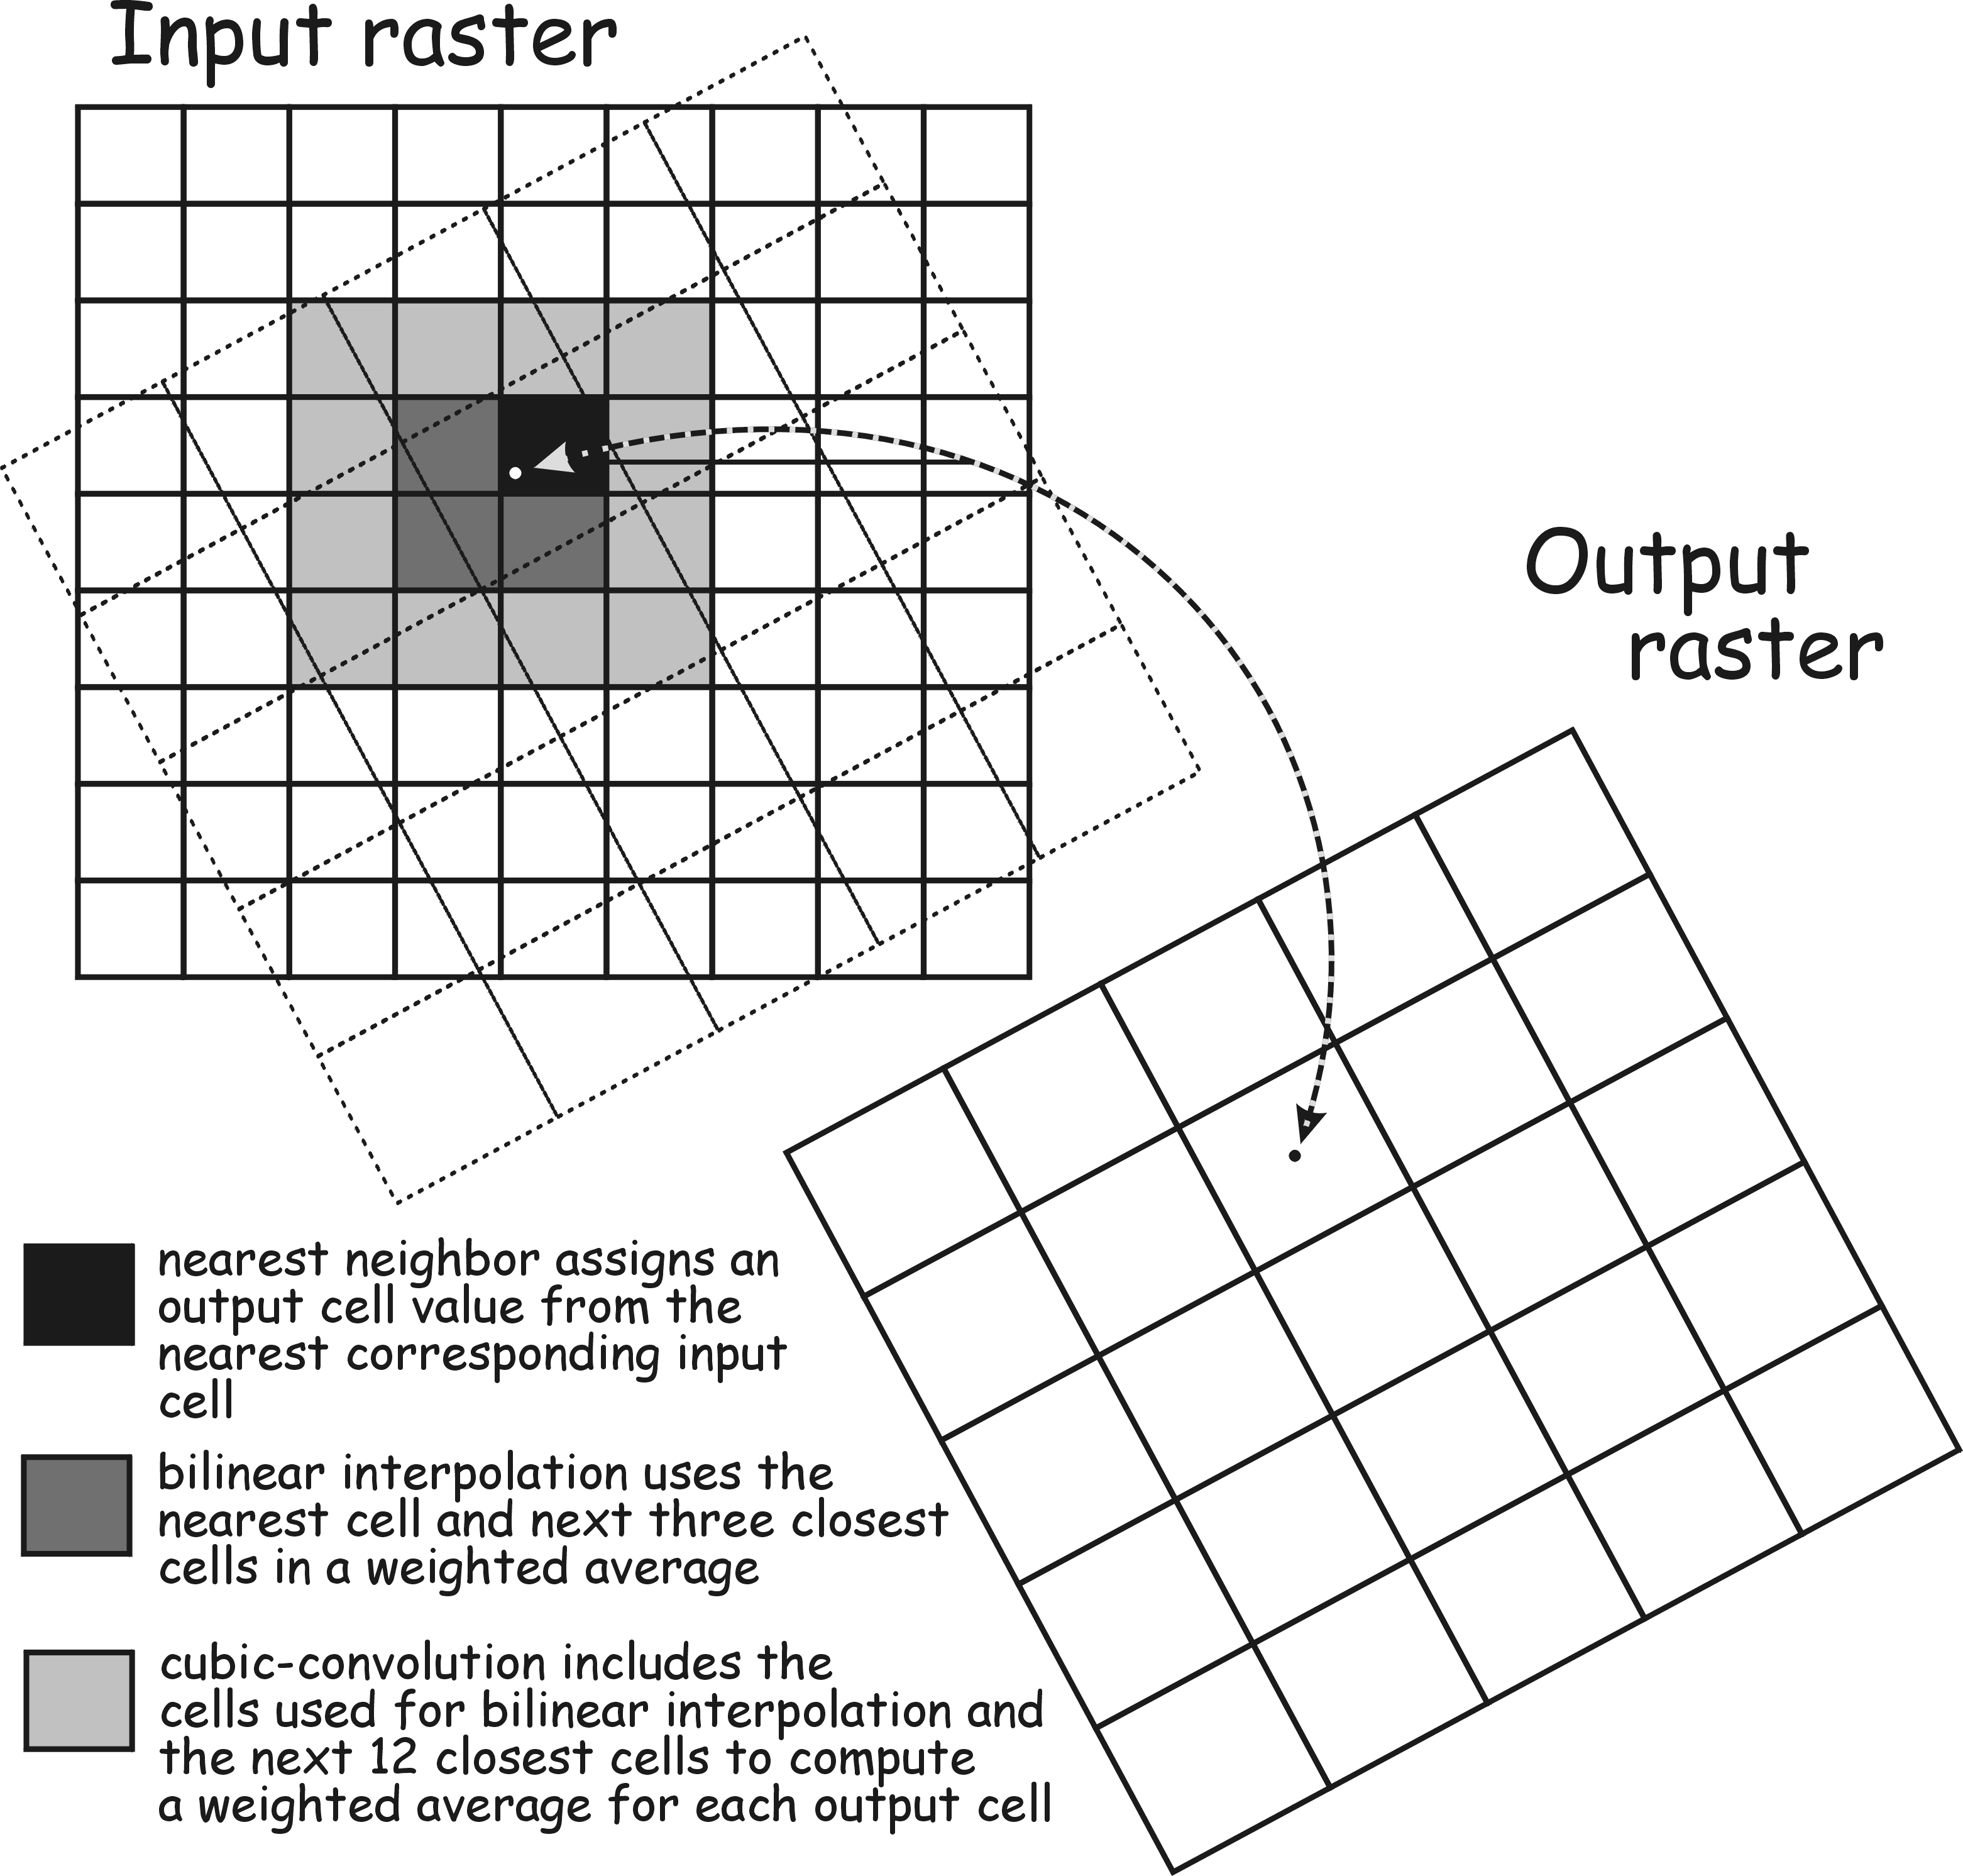 Input raster
Output
raster
nearest neighbor assigns an
output cell value from the
nearest corresponding input
cell
bilinear interpolation uses the
nearest cell and next three closest
cells in a weighted average
cubic-convolution includes the
cells used for bilinear interpolation and
the next 12 closest cells to compute
a weighted average for each output cell